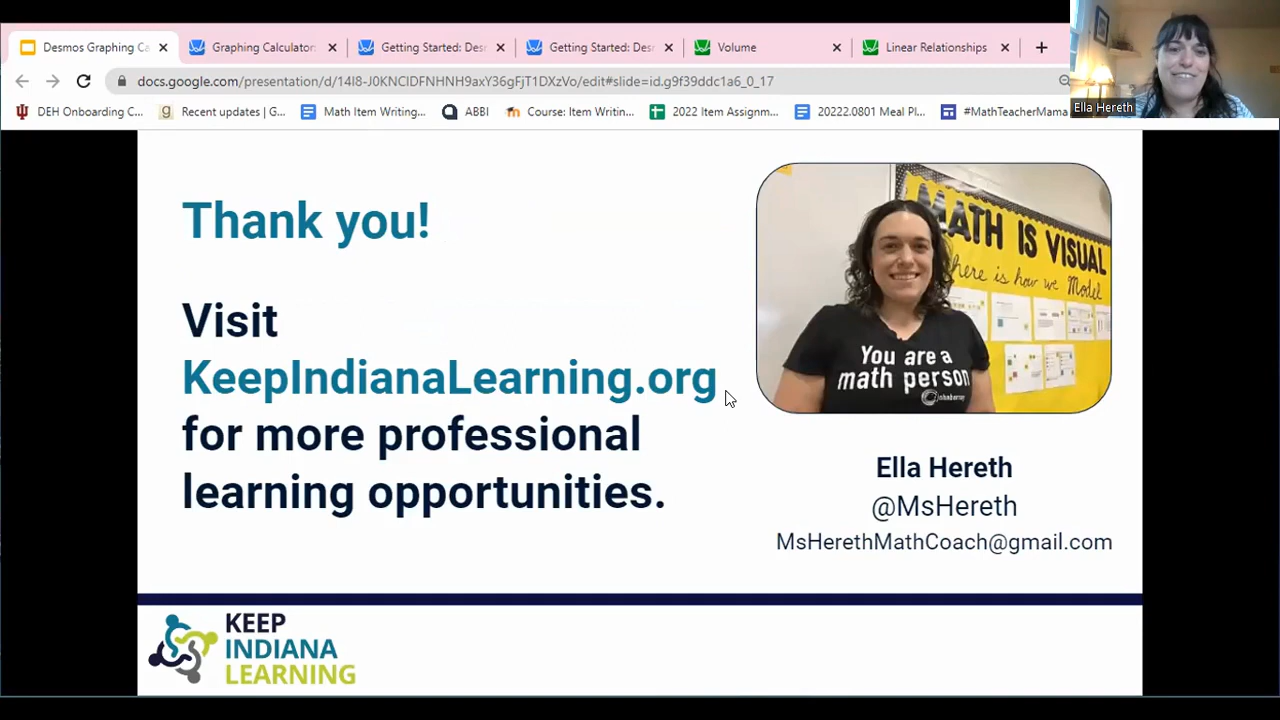 Desmos Graphing Ca
Graphing Calculator
Getting Started: Desm
Getting Started: Desm
Volume
Linear Relationships
docs.google.com/presentation/d/14l8-J0KNCIDFNHNH9axY36gFjT1DXzVo/edit#slide=id.g9f39ddc1a6_0_17
DEH Onboarding C...
Recent updates | G...
Math Item Writing...
ABBI
Course: Item Writin...
2022 Item Assignm...
20222.0801 Meal Pl...
#MathTeacherMama
Ella Hereth
Thank you!
Visit
KeepIndianaLearning.org
for more professional
learning opportunities.
MATH IS VISUAL
here is how we Model
You are a
math person
Ella Hereth
@MsHereth
MsHerethMathCoach@gmail.com
KEEP
INDIANA
LEARNING